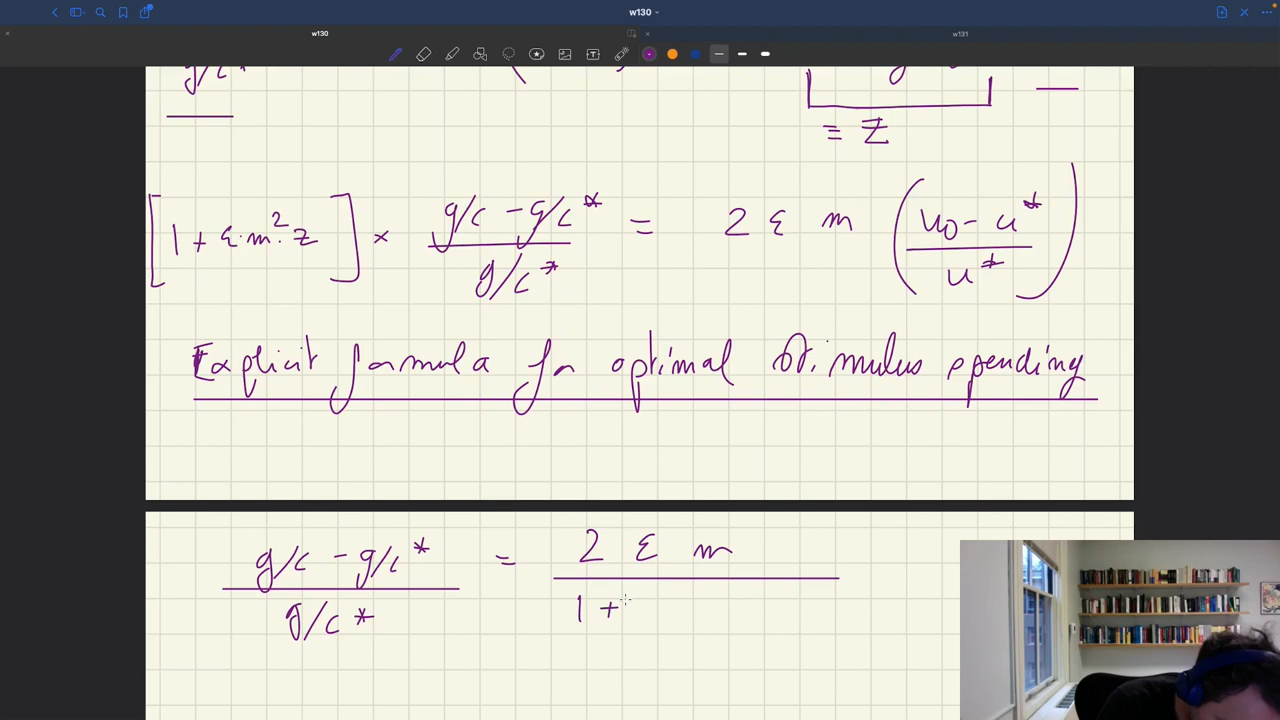 w130
w130
w131
g/c*
= Z
[1 + ε·m²·z] × (g/c - g/c*)/(g/c*) = 2 ε m ((u₀ - u*)/u*)
Explicit formula for optimal stimulus spending
(g/c - g/c*)/(g/c*) = (2 ε m)/(1 +